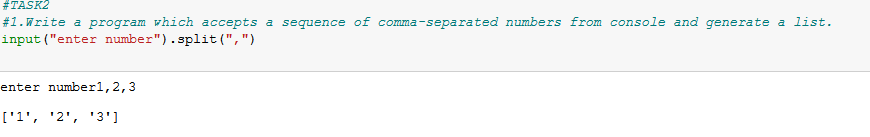 #TASK2
#1.Write a program which accepts a sequence of comma-separated numbers from console and generate a list.
input("enter number").split(",")
enter number1,2,3
['1', '2', '3']